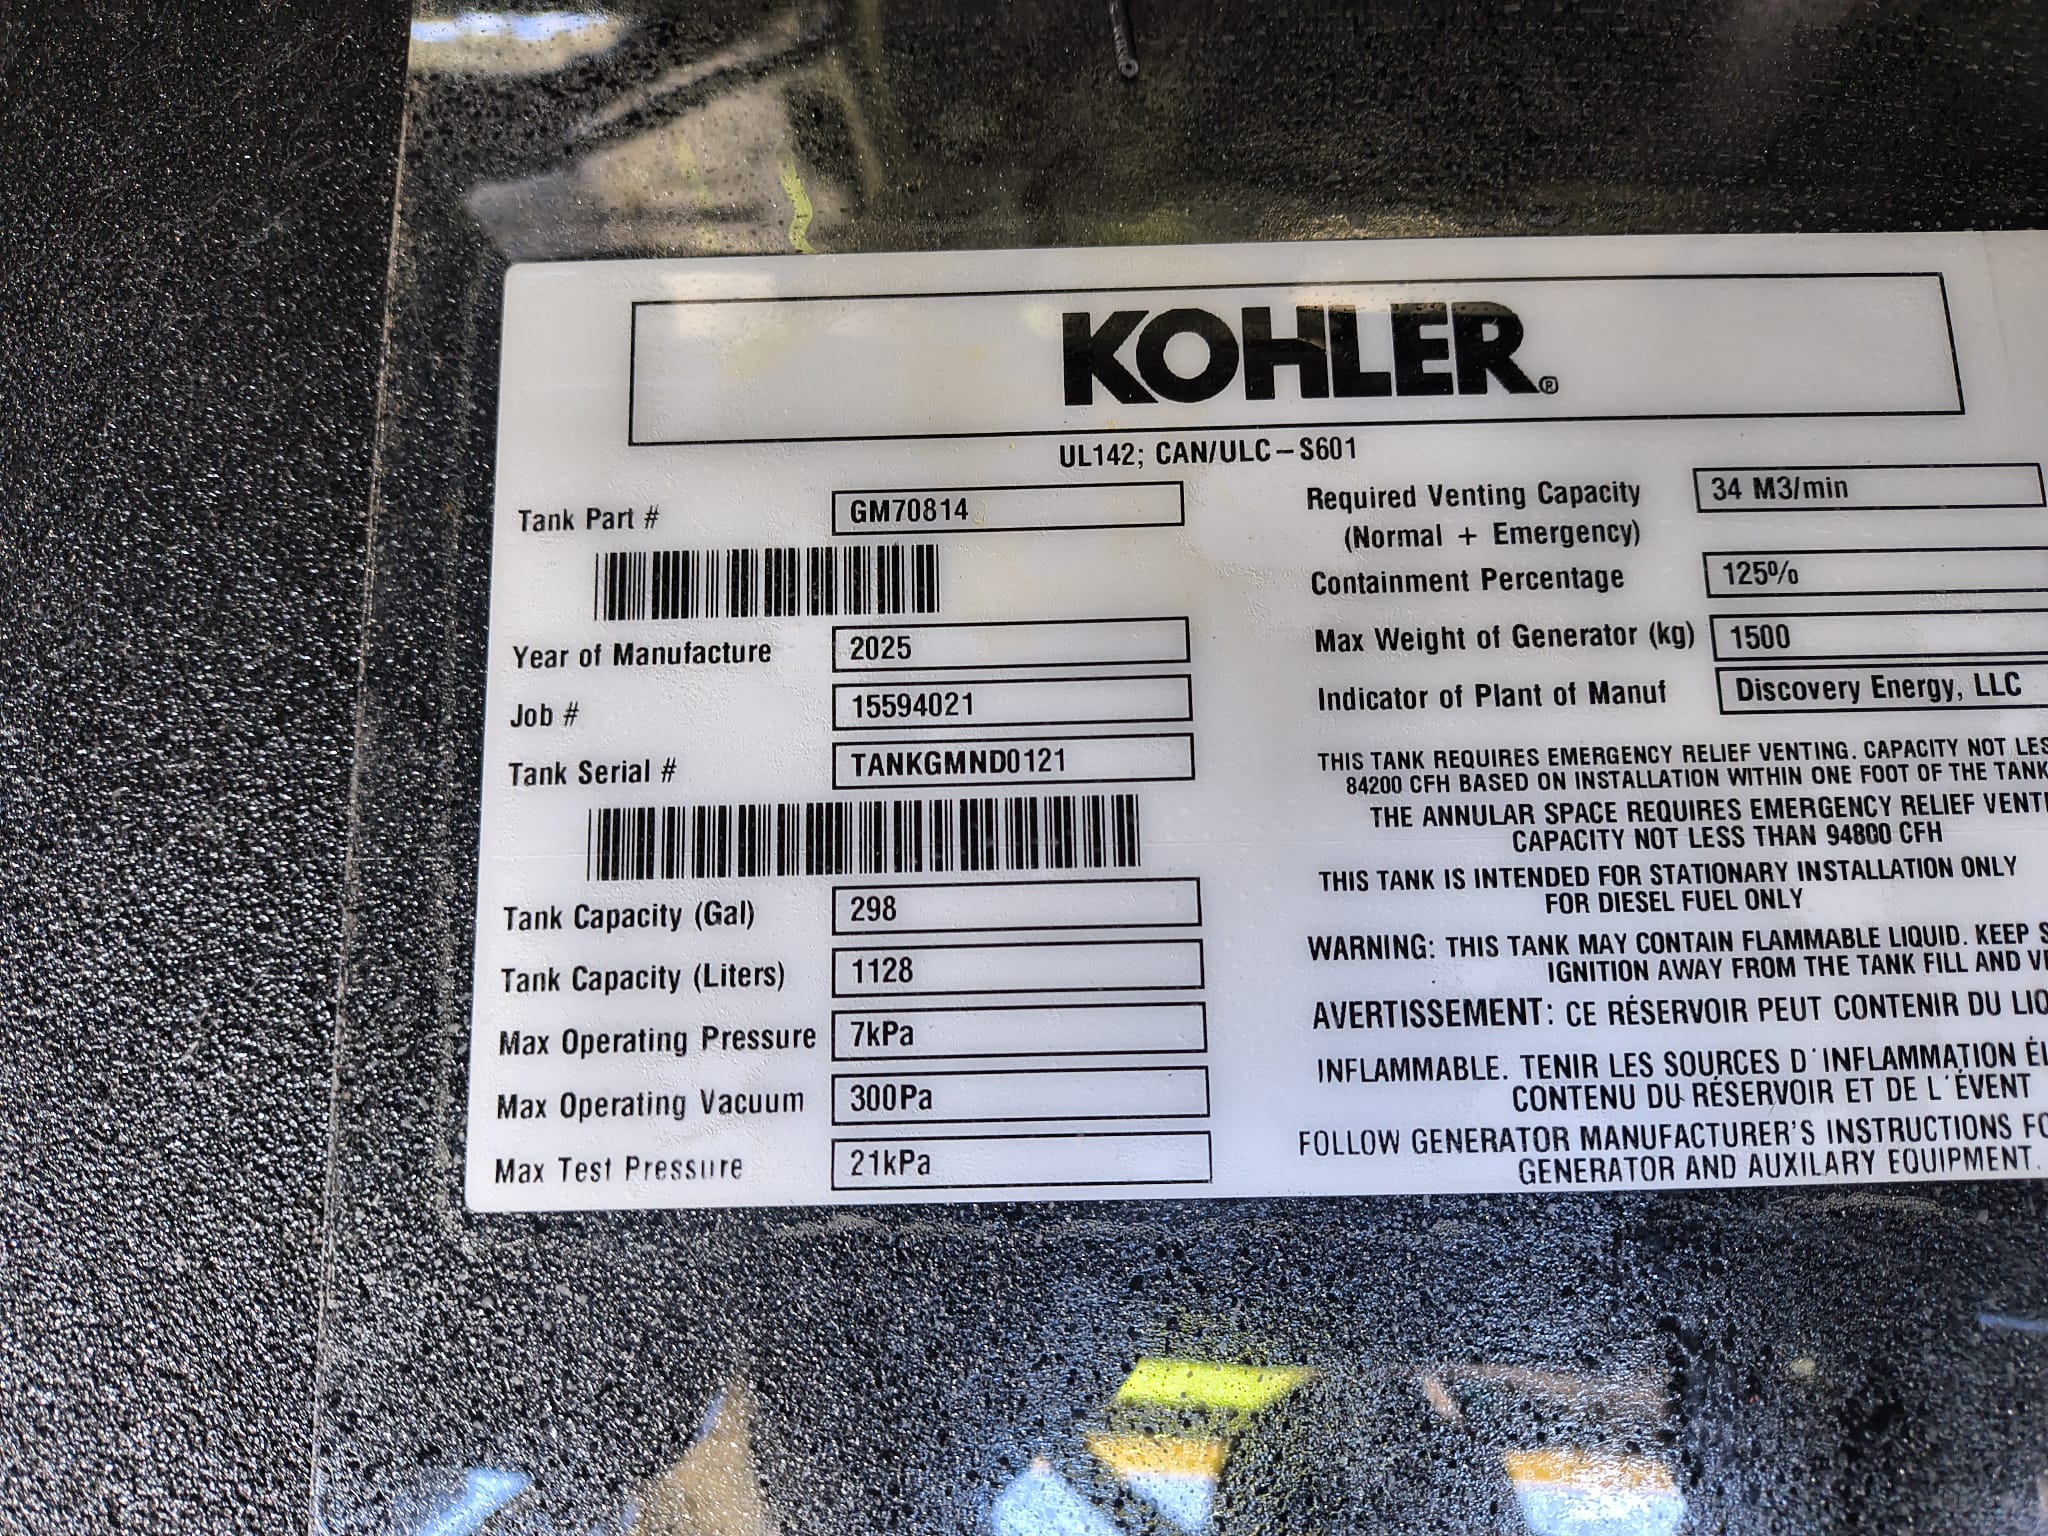 KOHLER®
UL142; CAN/ULC-S601
Tank Part # GM70814
Year of Manufacture 2025
Job # 15594021
Tank Serial # TANKGMND0121
Tank Capacity (Gal) 298
Tank Capacity (Liters) 1128
Max Operating Pressure 7kPa
Max Operating Vacuum 300Pa
Max Test Pressure 21kPa
Required Venting Capacity 34 M3/min
(Normal + Emergency)
Containment Percentage 125%
Max Weight of Generator (kg) 1500
Indicator of Plant of Manuf Discovery Energy, LLC
THIS TANK REQUIRES EMERGENCY RELIEF VENTING. CAPACITY NOT
84200 CFH BASED ON INSTALLATION WITHIN ONE FOOT OF THE TANK
THE ANNULAR SPACE REQUIRES EMERGENCY RELIEF
CAPACITY NOT LESS THAN 94800 CFH
THIS TANK IS INTENDED FOR STATIONARY INSTALLATION ONLY
FOR DIESEL FUEL ONLY
WARNING: THIS TANK MAY CONTAIN FLAMMABLE LIQUID. KEEP
IGNITION AWAY FROM THE TANK FILL AND
AVERTISSEMENT: CE RÉSERVOIR PEUT CONTENIR DU
INFLAMMABLE. TENIR LES SOURCES D'INFLAMMATION
CONTENU DU RÉSERVOIR ET DE L'ÉVENT
FOLLOW GENERATOR MANUFACTURER'S INSTRUCTIONS
GENERATOR AND AUXILARY EQUIPMENT.